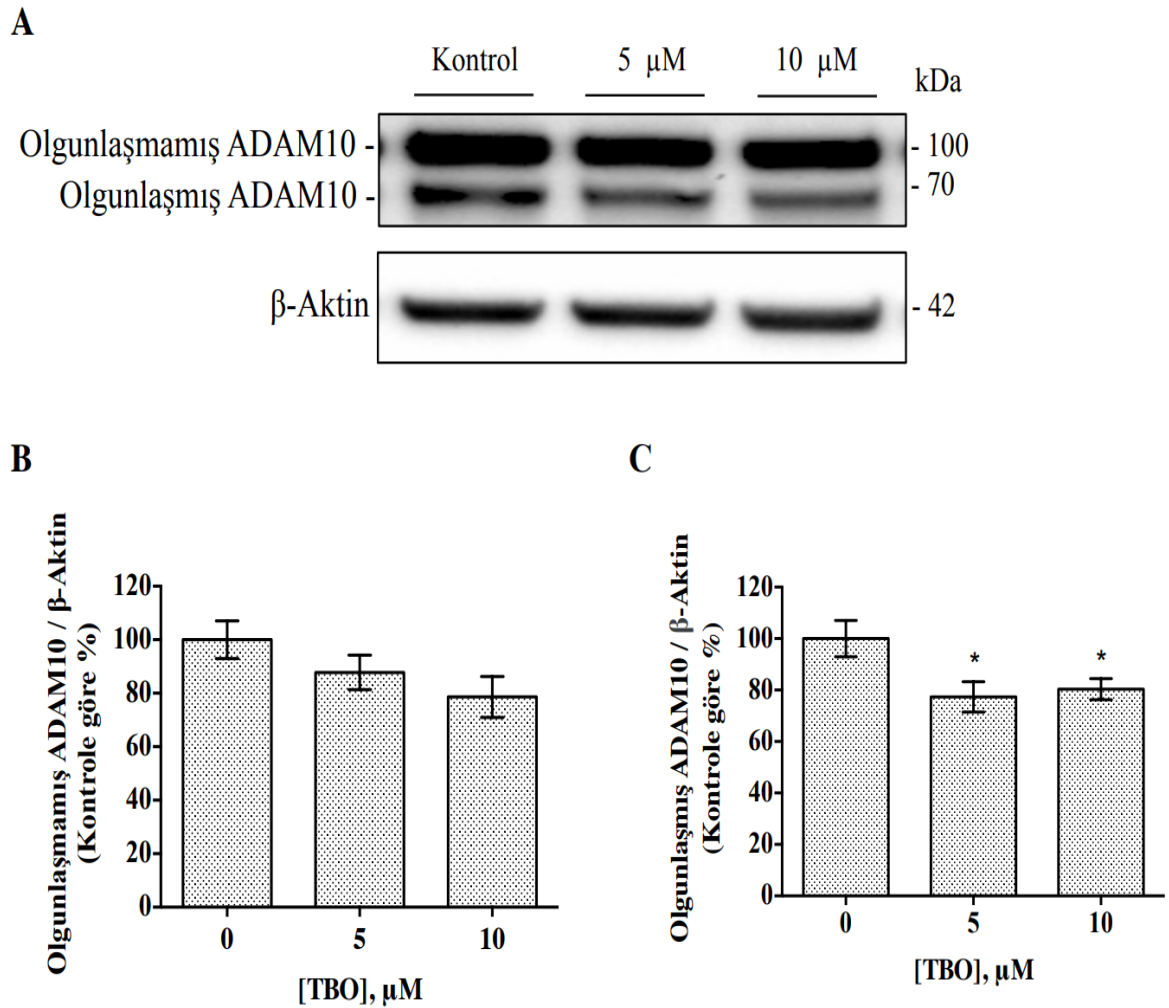 A
Kontrol 5 µM 10 µM kDa
Olgunlaşmamış ADAM10 - - 100
- 70
Olgunlaşmış ADAM10 -
β-Aktin - 42
B
Olgunlaşmamış ADAM10 / β-Aktin
(Kontrole göre %)
120
100
80
60
40
20
0
0 5 10
[TBO], µM
C
Olgunlaşmış ADAM10 / β-Aktin
(Kontrole göre %)
120
100
80
60
40
20
0
* *
0 5 10
[TBO], µM